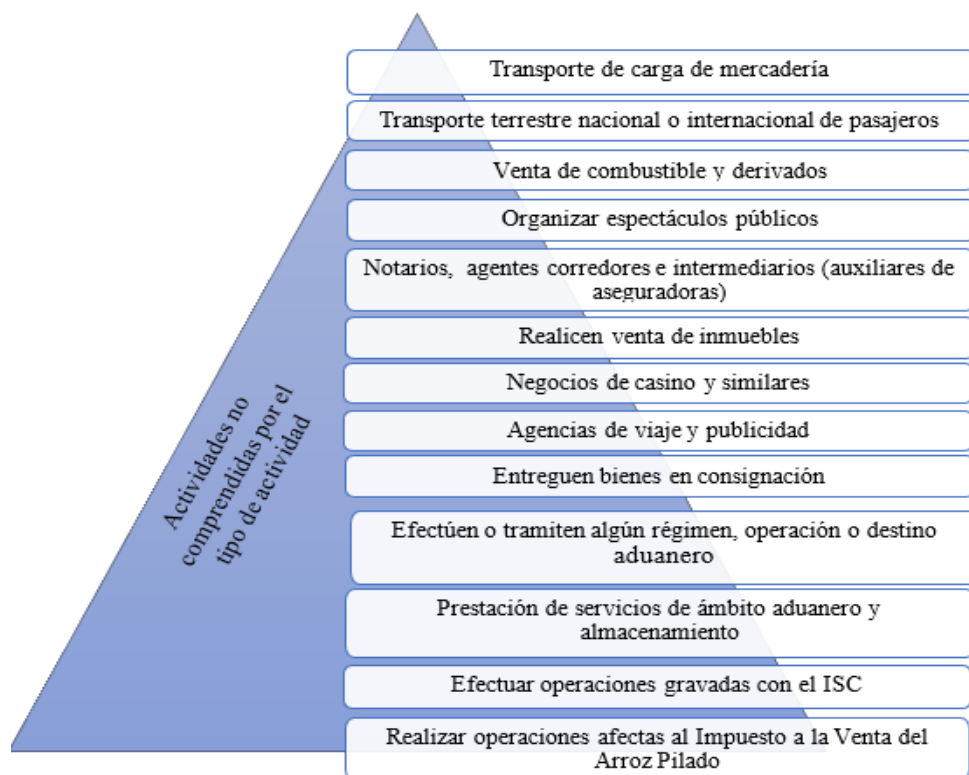 Transporte de carga de mercadería
Transporte terrestre nacional o internacional de pasajeros
Venta de combustible y derivados
Organizar espectáculos públicos
Notarios,  agentes corredores e intermediarios (auxiliares de
aseguradoras)
Realicen venta de inmuebles
Negocios de casino y similares
Agencias de viaje y publicidad
Entreguen bienes en consignación
Efectúen o tramiten algún régimen, operación o destino
aduanero
Prestación de servicios de ámbito aduanero y
almacenamiento
Efectuar operaciones gravadas con el ISC
Realizar operaciones afectas al Impuesto a la Venta del
Arroz Pilado
Actividades no
comprendidas por el
tipo de actividad